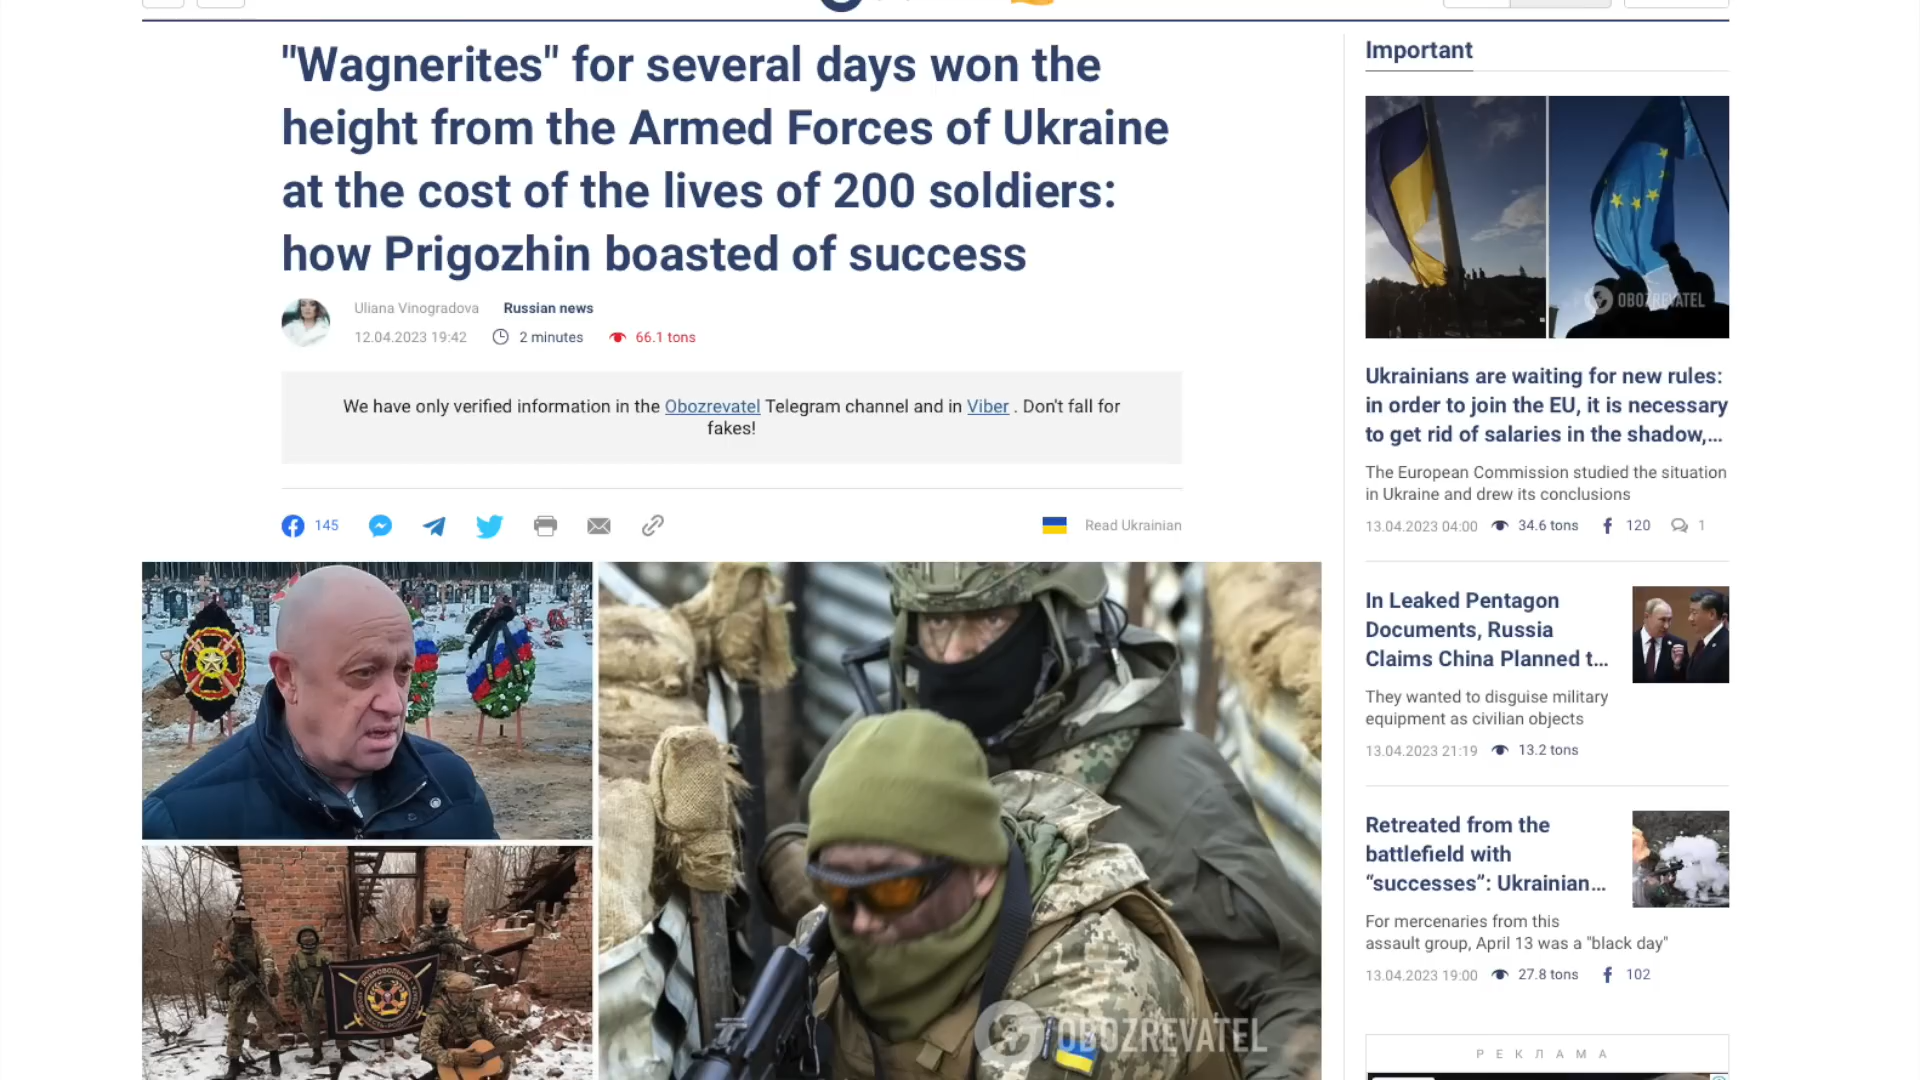 "Wagnerites" for several days won the
height from the Armed Forces of Ukraine
at the cost of the lives of 200 soldiers:
how Prigozhin boasted of success
Uliana Vinogradova Russian news
12.04.2023 19:42 2 minutes 66.1 tons
We have only verified information in the Obozrevatel Telegram channel and in Viber . Don't fall for
fakes!
145
Read Ukrainian
OBOZREVATEL
Important
OBOZREVATEL
Ukrainians are waiting for new rules:
in order to join the EU, it is necessary
to get rid of salaries in the shadow,...
The European Commission studied the situation
in Ukraine and drew its conclusions
13.04.2023 04:00 34.6 tons 120 1
In Leaked Pentagon
Documents, Russia
Claims China Planned t...
They wanted to disguise military
equipment as civilian objects
13.04.2023 21:19 13.2 tons
Retreated from the
battlefield with
“successes”: Ukrainian...
For mercenaries from this
assault group, April 13 was a "black day"
13.04.2023 19:00 27.8 tons 102
РЕКЛАМА